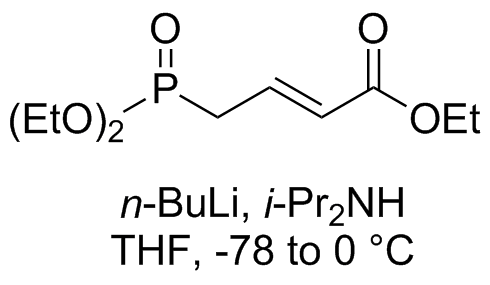 O O
(EtO)₂ P OEt
n-BuLi, i-Pr₂NH
THF, -78 to 0 °C